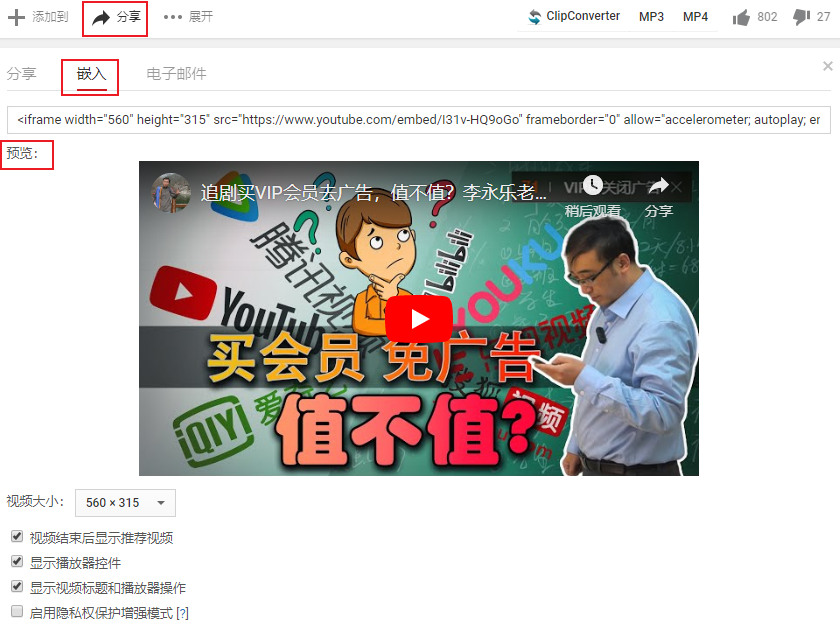 添加到 分享 展开 ClipConverter MP3 MP4 802 27
分享 嵌入 电子邮件
<iframe width="560" height="315" src="https://www.youtube.com/embed/I31v-HQ9oGo" frameborder="0" allow="accelerometer; autoplay; er
预览：
追剧买VIP会员去广告，值不值？李永乐老...
VIP 关闭广告
稍后观看 分享
腾讯视
bilibili
YOUKU
YouTub
买会员 免广告
值不值?
iQIYI 爱
搜狐视频
视频大小： 560 × 315
视频结束后显示推荐视频
显示播放器控件
显示视频标题和播放器操作
启用隐私权保护增强模式 [?]